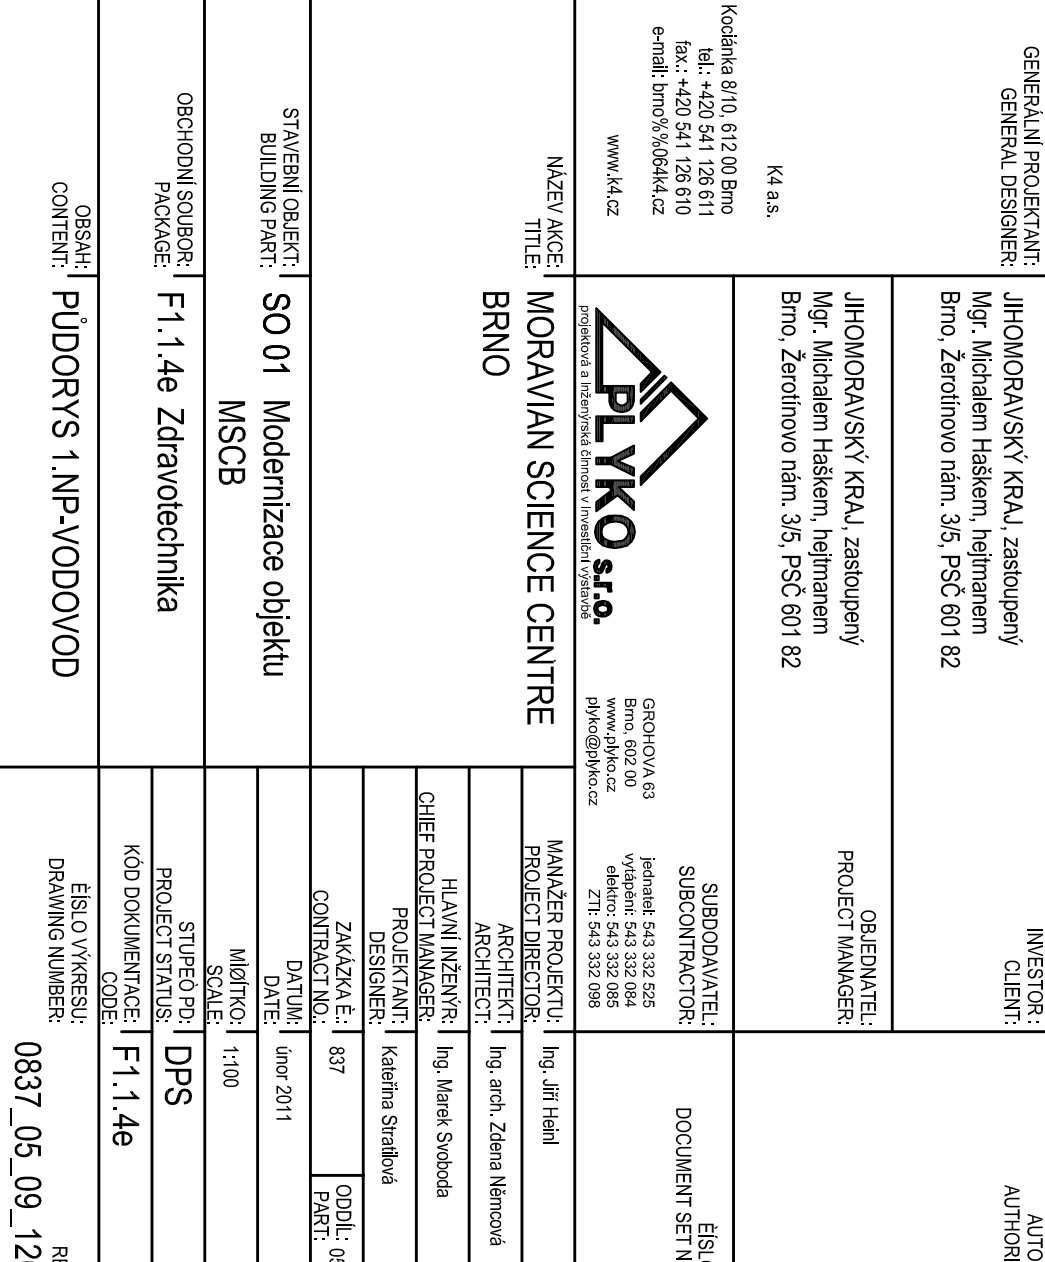 GENERÁLNÍ PROJEKTANT:
GENERAL DESIGNER:
K4 a.s.
Kociánka 8/10, 612 00 Brno
tel.: +420 541 126 611
fax.: +420 541 126 610
e-mail: brno%%064k4.cz
www.k4.cz
JIHOMORAVSKÝ KRAJ, zastoupený
Mgr. Michalem Haškem, hejtmanem
Brno, Žerotínovo nám. 3/5, PSČ 601 82
INVESTOR :
CLIENT:
JIHOMORAVSKÝ KRAJ, zastoupený
Mgr. Michalem Haškem, hejtmanem
Brno, Žerotínovo nám. 3/5, PSČ 601 82
OBJEDNATEL:
PROJECT MANAGER:
PLYKO s.r.o.
projektová a inženýrská činnost v investiční výstavbě
GROHOVA 63
Brno, 602 00
www.plyko.cz
plyko@plyko.cz
SUBDODAVATEL:
SUBCONTRACTOR:
jednatel: 543 332 525
vytápění: 543 332 084
elektro: 543 332 085
ZTI: 543 332 098
DOCUMENT SET N
NÁZEV AKCE:
TITLE:
MORAVIAN SCIENCE CENTRE
BRNO
MANAŽER PROJEKTU:
PROJECT DIRECTOR:
Ing. Jiří Heinl
ARCHITEKT:
ARCHITECT:
Ing. arch. Zdena Němcová
HLAVNÍ INŽENÝR:
CHIEF PROJECT MANAGER:
Ing. Marek Svoboda
PROJEKTANT:
DESIGNER:
Kateřina Stratilová
STAVEBNÍ OBJEKT:
BUILDING PART:
SO 01 Modernizace objektu
MSCB
ZAKÁZKA È.:
CONTRACT NO.:
837
ODDÍL:
PART:
DATUM:
DATE:
únor 2011
OBCHODNÍ SOUBOR:
PACKAGE:
F1.1.4e Zdravotechnika
MÌØÍTKO:
SCALE:
1:100
STUPEÒ PD:
PROJECT STATUS:
DPS
OBSAH:
CONTENT:
PŮDORYS 1.NP-VODOVOD
KÓD DOKUMENTACE:
CODE:
F1.1.4e
ÈÍSLO VÝKRESU:
DRAWING NUMBER:
0837_05_09_12